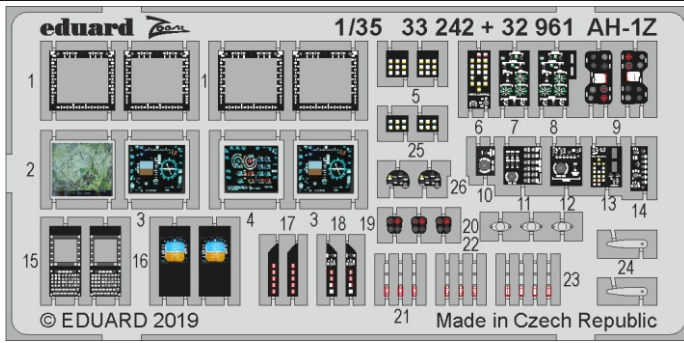 eduard Zoom 1/35 33 242 + 32 961 AH-1Z
1 1 5 6 7 8 9
2 3 4 3 25 26 10 11 12 13 14
15 16 17 18 19 20 22 21 23 24
© EDUARD 2019 Made in Czech Republic